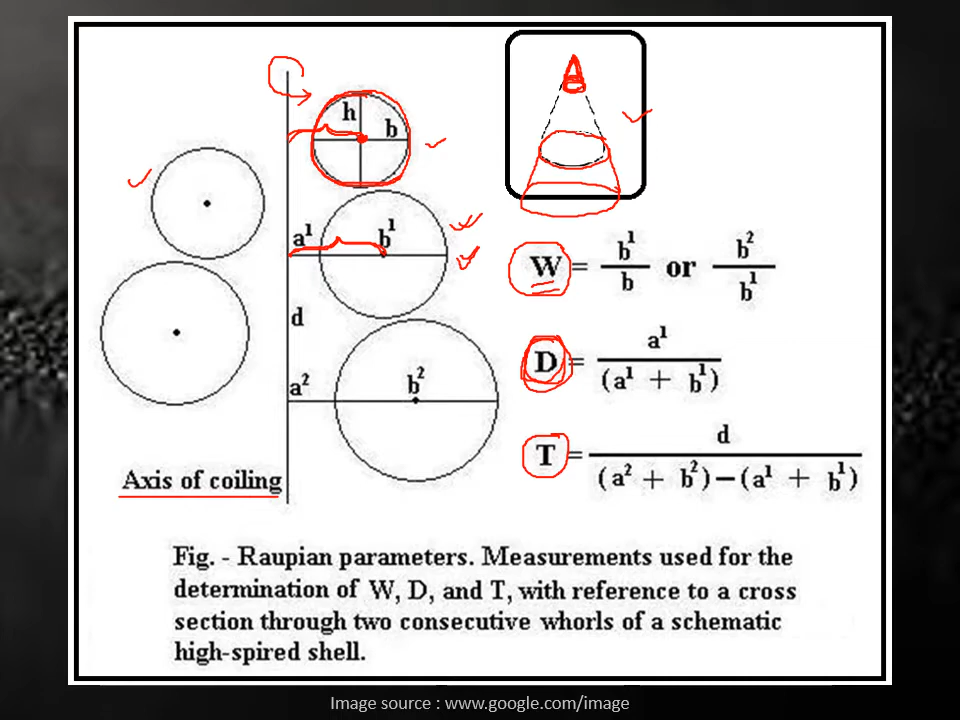 h
b
a¹ b¹
d
a² b²
Axis of coiling
W = b¹ / b or b² / b¹
D = a¹ / (a¹ + b¹)
T = d / (a² + b²) – (a¹ + b¹)
Fig. - Raupian parameters. Measurements used for the
determination of W, D, and T, with reference to a cross
section through two consecutive whorls of a schematic
high-spired shell.
Image source : www.google.com/image